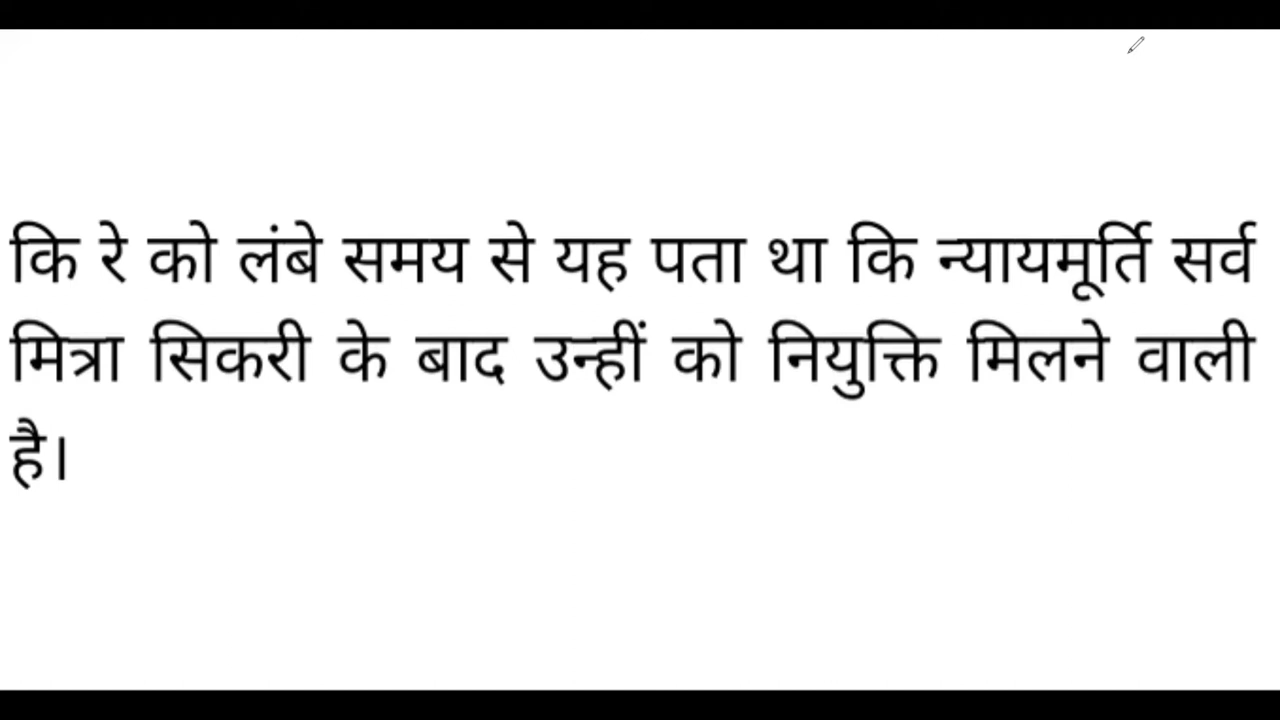 कि रे को लंबे समय से यह पता था कि न्यायमूर्ति सर्व
मित्रा सिकरी के बाद उन्हीं को नियुक्ति मिलने वाली
है।